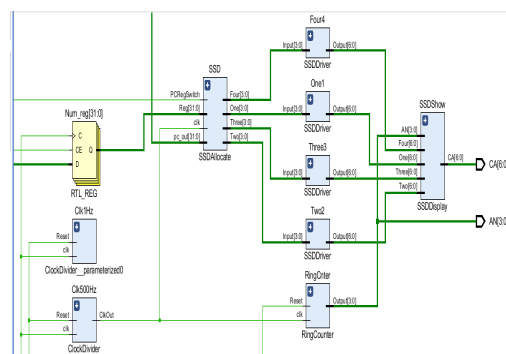 Four4
Input[3:0]
Output[6:0]
SSDDriver
SSD
PCRegSwitch
Reg[31:0]
clk
pc_out[31:0]
Four[3:0]
One[3:0]
Three[3:0]
Two[3:0]
SSDAllocate
One1
Input[3:0]
Output[6:0]
SSDDriver
SSDShow
AN[3:0]
Four[6:0]
One[6:0]
Three[6:0]
Two[6:0]
CA[6:0]
SSDDisplay
CA[6:0
Num_reg[31:0]
C
CE
Q
D
RTL_REG
Three3
Input[3:0]
Output[6:0]
SSDDriver
Clk1Hz
Reset
clk
ClockDivider__parameterized0
Two2
Input[3:0]
Output[6:0]
SSDDriver
AN[3:0
Clk500Hz
Reset
clk
ClkOut
ClockDivider
RingCnter
Reset
clk
Output[3:0]
RingCounter